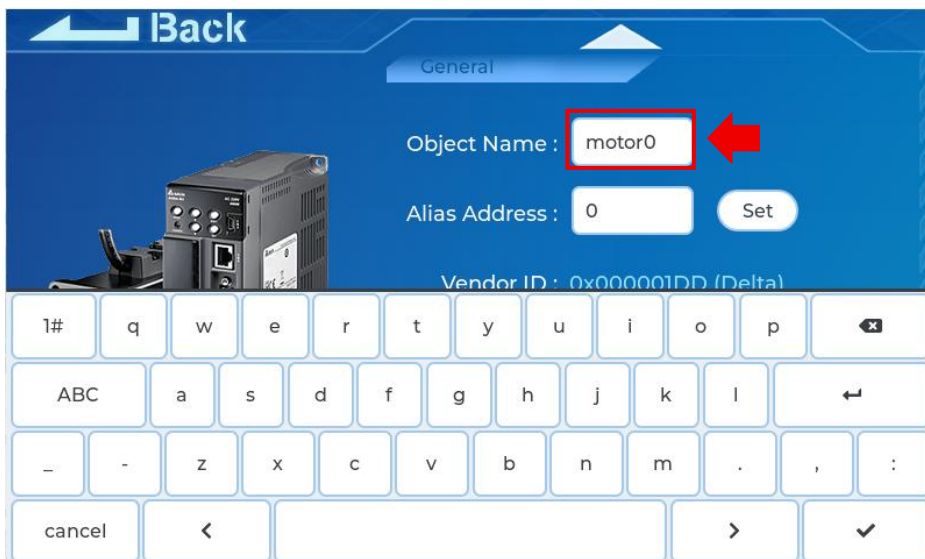 Back
General
Object Name : motor0
Alias Address : 0 Set
Vendor ID : 0x000001DD (Delta)
1# q w e r t y u i o p
ABC a s d f g h j k l
_ - z x c v b n m . , :
cancel